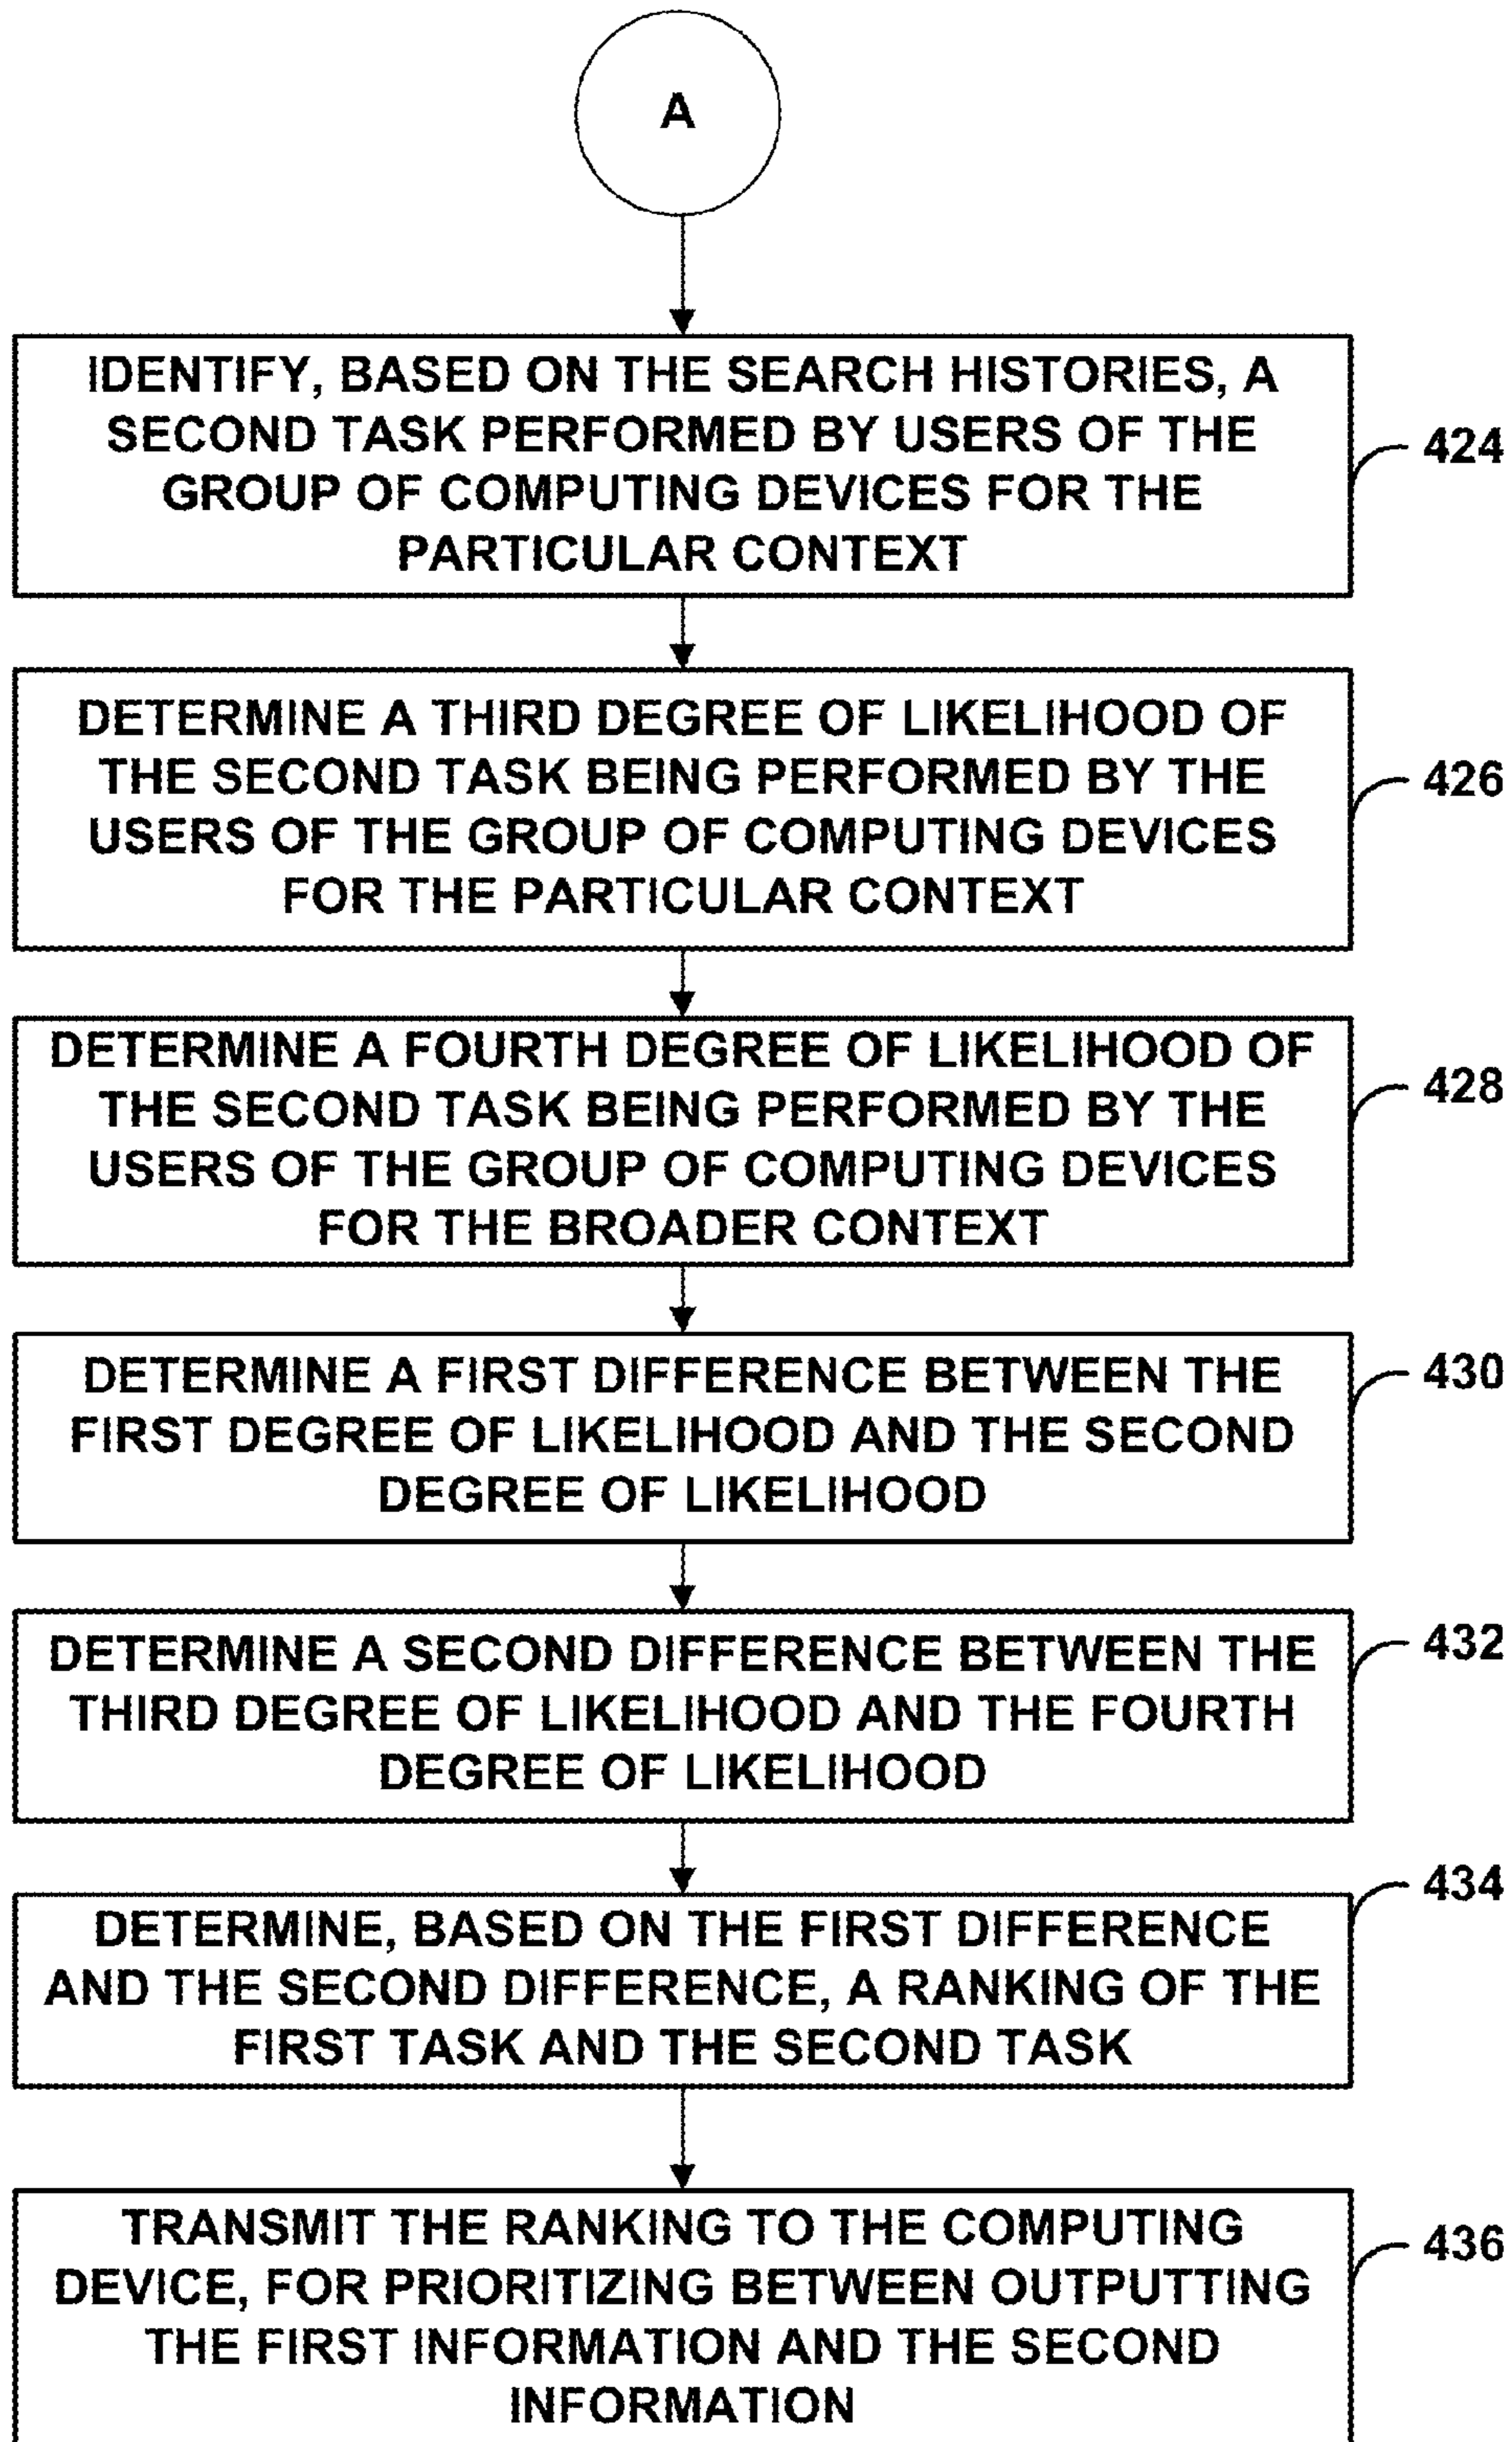 A
IDENTIFY, BASED ON THE SEARCH HISTORIES, A
SECOND TASK PERFORMED BY USERS OF THE
GROUP OF COMPUTING DEVICES FOR THE
PARTICULAR CONTEXT
424
DETERMINE A THIRD DEGREE OF LIKELIHOOD OF
THE SECOND TASK BEING PERFORMED BY THE
USERS OF THE GROUP OF COMPUTING DEVICES
FOR THE PARTICULAR CONTEXT
426
DETERMINE A FOURTH DEGREE OF LIKELIHOOD OF
THE SECOND TASK BEING PERFORMED BY THE
USERS OF THE GROUP OF COMPUTING DEVICES
FOR THE BROADER CONTEXT
428
DETERMINE A FIRST DIFFERENCE BETWEEN THE
FIRST DEGREE OF LIKELIHOOD AND THE SECOND
DEGREE OF LIKELIHOOD
430
DETERMINE A SECOND DIFFERENCE BETWEEN THE
THIRD DEGREE OF LIKELIHOOD AND THE FOURTH
DEGREE OF LIKELIHOOD
432
DETERMINE, BASED ON THE FIRST DIFFERENCE
AND THE SECOND DIFFERENCE, A RANKING OF THE
FIRST TASK AND THE SECOND TASK
434
TRANSMIT THE RANKING TO THE COMPUTING
DEVICE, FOR PRIORITIZING BETWEEN OUTPUTTING
THE FIRST INFORMATION AND THE SECOND
INFORMATION
436